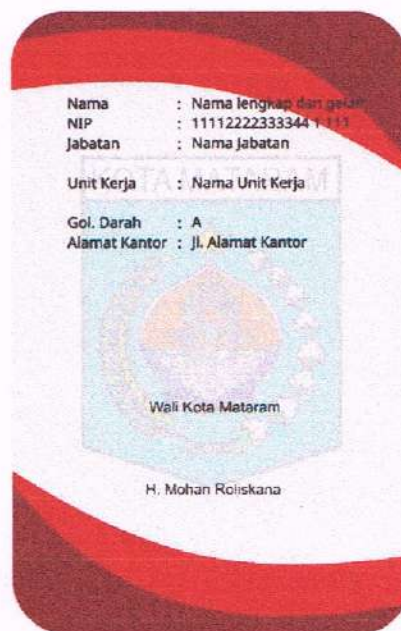 Nama : Nama lengkap dan gelar
NIP : 11112222333344 1 111
Jabatan : Nama Jabatan
Unit Kerja : Nama Unit Kerja
Gol. Darah : A
Alamat Kantor : Jl. Alamat Kantor
Wali Kota Mataram
H. Mohan Roliskana